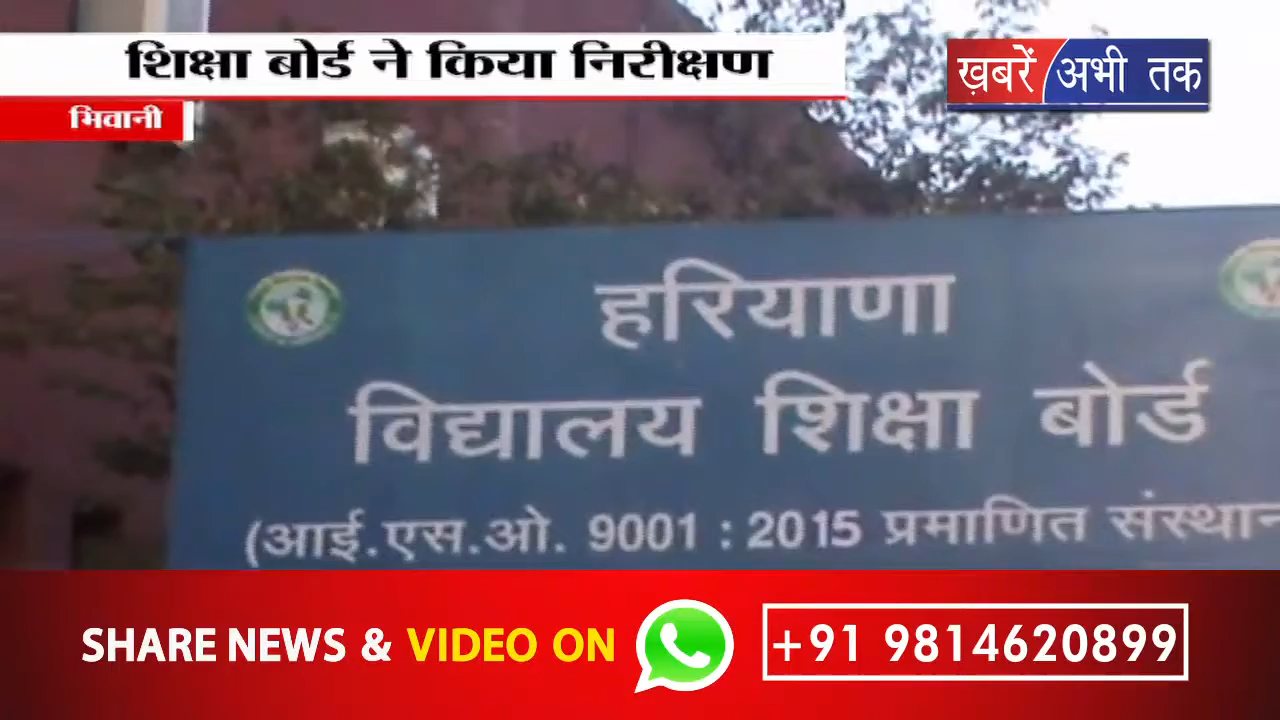 शिक्षा बोर्ड ने किया निरीक्षण
ख़बरें अभी तक
भिवानी
हरियाणा
विद्यालय शिक्षा बोर्ड
(आई.एस.ओ. 9001 : 2015 प्रमाणित संस्थान
SHARE NEWS & VIDEO ON +91 9814620899